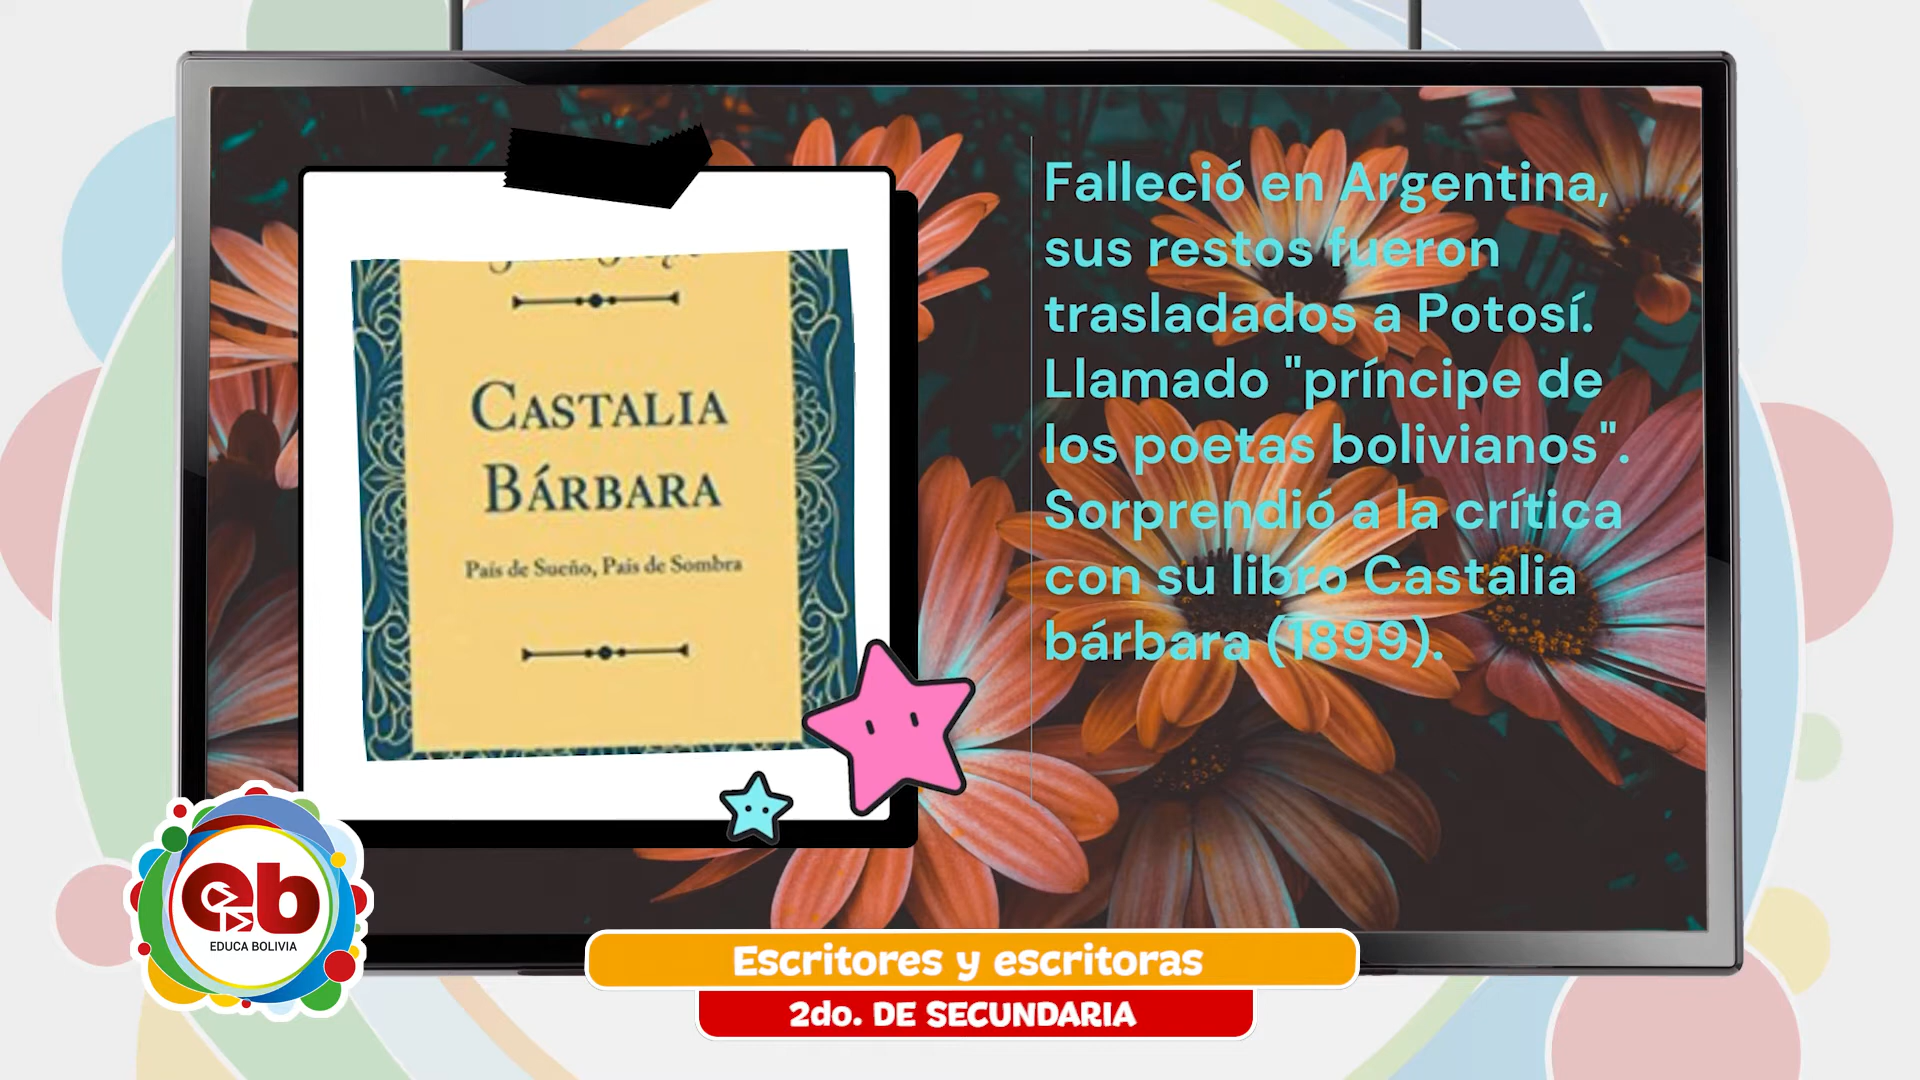 CASTALIA
BÁRBARA
País de Sueño, País de Sombra
Falleció en Argentina,
sus restos fueron
trasladados a Potosí.
Llamado "príncipe de
los poetas bolivianos".
Sorprendió a la crítica
con su libro Castalia
bárbara (1899).
eb
EDUCA BOLIVIA
Escritores y escritoras
2do. DE SECUNDARIA